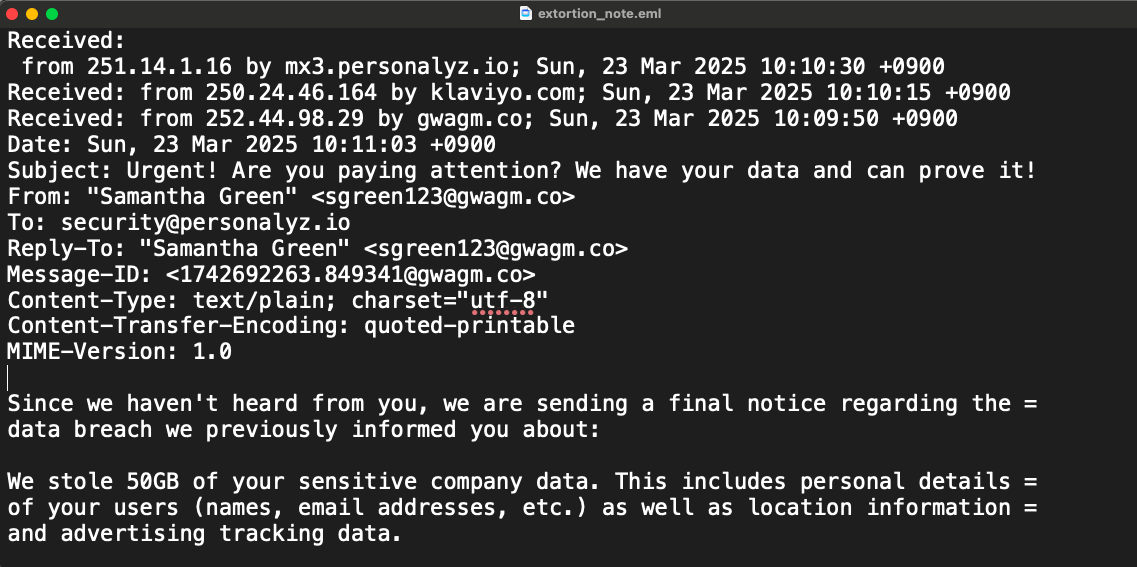 extortion_note.eml
Received:
 from 251.14.1.16 by mx3.personalyz.io; Sun, 23 Mar 2025 10:10:30 +0900
Received: from 250.24.46.164 by klaviyo.com; Sun, 23 Mar 2025 10:10:15 +0900
Received: from 252.44.98.29 by gwagm.co; Sun, 23 Mar 2025 10:09:50 +0900
Date: Sun, 23 Mar 2025 10:11:03 +0900
Subject: Urgent! Are you paying attention? We have your data and can prove it!
From: "Samantha Green" <sgreen123@gwagm.co>
To: security@personalyz.io
Reply-To: "Samantha Green" <sgreen123@gwagm.co>
Message-ID: <1742692263.849341@gwagm.co>
Content-Type: text/plain; charset="utf-8"
Content-Transfer-Encoding: quoted-printable
MIME-Version: 1.0
Since we haven't heard from you, we are sending a final notice regarding the =
data breach we previously informed you about:
We stole 50GB of your sensitive company data. This includes personal details =
of your users (names, email addresses, etc.) as well as location information =
and advertising tracking data.